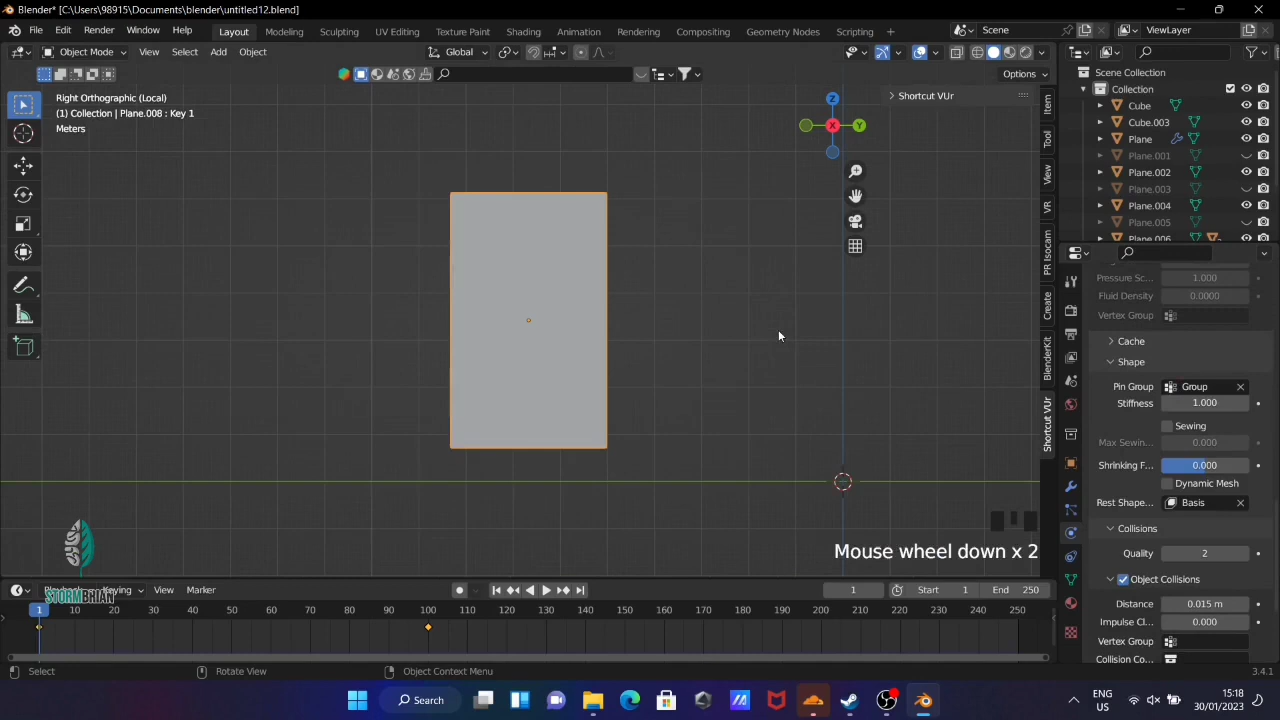 Blender* [C:\Users\98915\Documents\blender\untitled12.blend]
File Edit Render Window Help Layout Modeling Sculpting UV Editing Texture Paint Shading Animation Rendering Compositing Geometry Nodes Scripting + Scene ViewLayer
Object Mode View Select Add Object Global
Options
Right Orthographic (Local)
(1) Collection | Plane.008 : Key 1
Meters
Shortcut VUr
Z
X
Y
Item
Tool
View
VR
PR Isocam
Create
BlenderKit
Shortcut VUr
Scene Collection
Collection
Cube
Cube.003
Plane
Plane.001
Plane.002
Plane.003
Plane.004
Plane.005
Plane.006
Pressure Sc... 1.000
Fluid Density 0.0000
Vertex Group
Cache
Shape
Pin Group Group
Stiffness 1.000
Sewing
Max Sewin... 0.000
Shrinking F... 0.000
Dynamic Mesh
Rest Shape... Basis
Collisions
Quality 2
Object Collisions
Distance 0.015 m
Impulse Cl... 0.000
Vertex Group
Collision Co...
Mouse wheel down x 2
STORMBRIAN
Keying View Marker 1 Start 1 End 250
1 10 20 30 40 50 60 70 80 90 100 110 120 130 140 150 160 170 180 190 200 210 220 230 240 250
Select Rotate View Object Context Menu 3.4.1
Search
ENG
US
15:18
30/01/2023